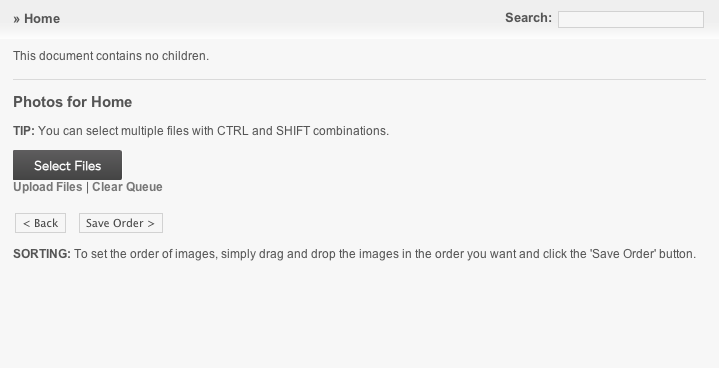 » Home Search:
This document contains no children.
Photos for Home
TIP: You can select multiple files with CTRL and SHIFT combinations.
Select Files
Upload Files | Clear Queue
< Back Save Order >
SORTING: To set the order of images, simply drag and drop the images in the order you want and click the 'Save Order' button.